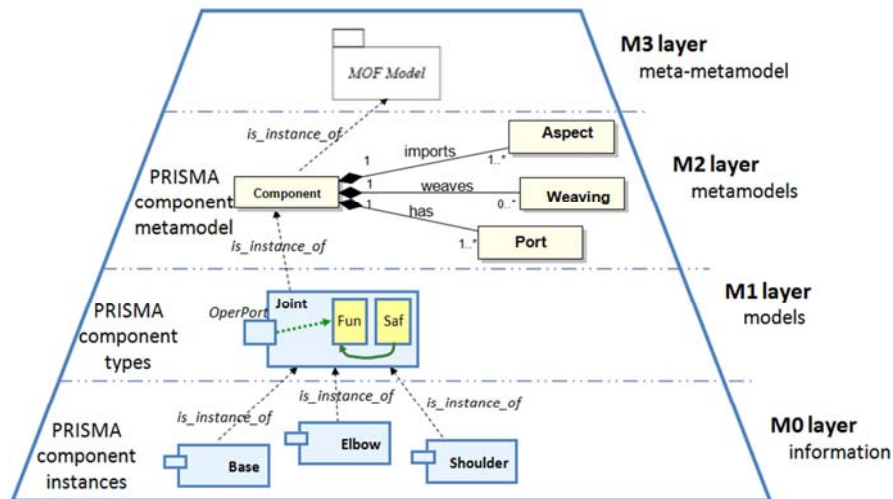 M3 layer
meta-metamodel
MOF Model
is_instance_of
M2 layer
metamodels
PRISMA
component
metamodel
Component
1
imports
1..*
Aspect
1
weaves
0..*
Weaving
1
has
1..*
Port
is_instance_of
M1 layer
models
PRISMA
component
types
OperPort
Joint
Fun
Saf
is_instance_of
is_instance_of
is_instance_of
M0 layer
information
PRISMA
component
instances
Base
Elbow
Shoulder